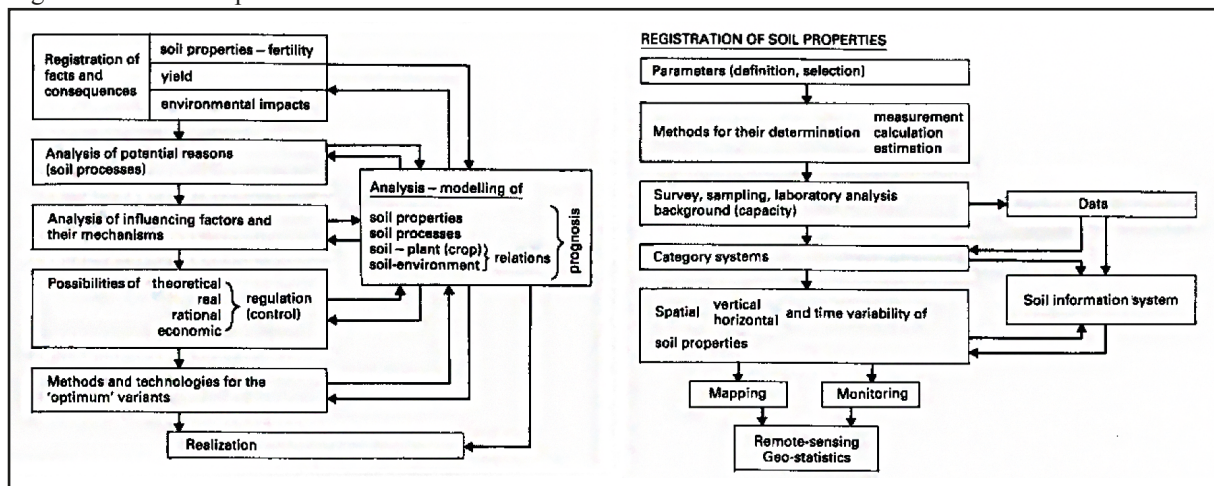 Registration of
facts and
consequences
soil properties – fertility
yield
environmental impacts
Analysis of potential reasons
(soil processes)
Analysis of influencing factors and
their mechanisms
Possibilities of theoretical
real
rational
economic
regulation
(control)
Methods and technologies for the
'optimum' variants
Realization
Analysis – modelling of
soil properties
soil processes
soil – plant (crop)
soil-environment
relations
prognosis
REGISTRATION OF SOIL PROPERTIES
Parameters (definition, selection)
Methods for their determination
measurement
calculation
estimation
Survey, sampling, laboratory analysis
background (capacity)
Data
Category systems
Soil information system
Spatial vertical
horizontal and time variability of
soil properties
Mapping
Monitoring
Remote-sensing
Geo-statistics